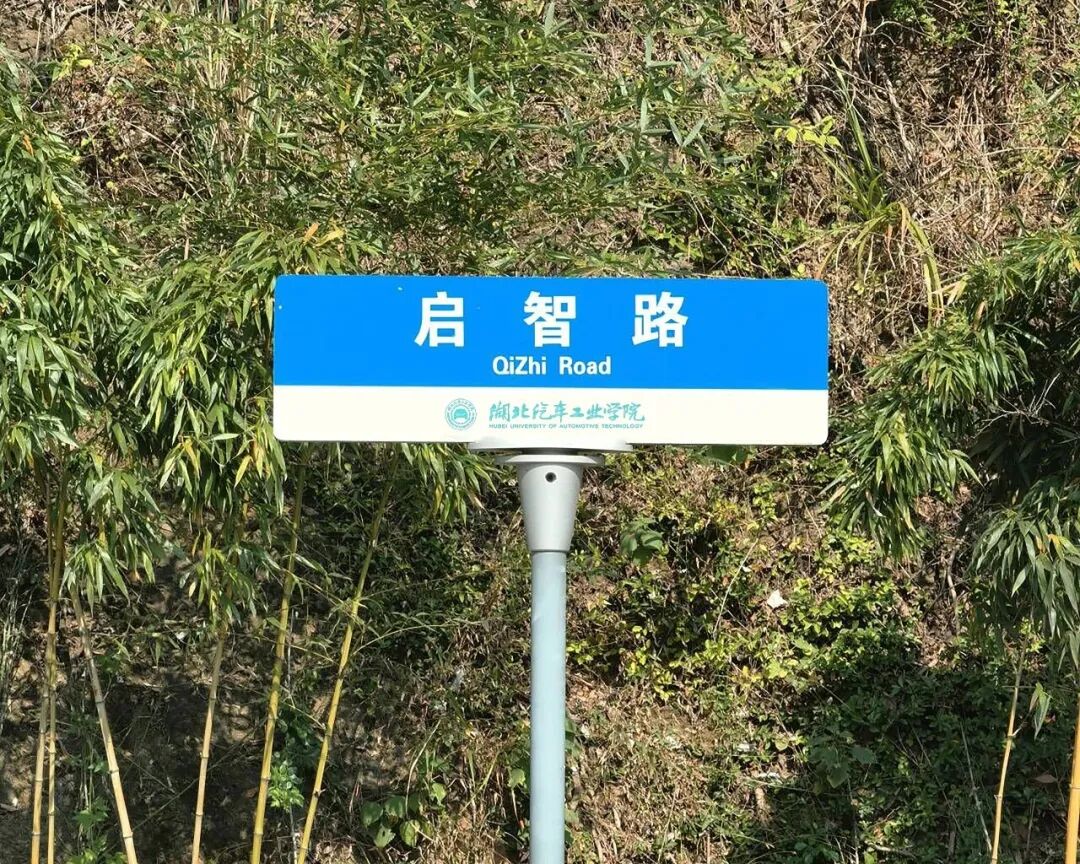 启智路
QiZhi Road
湖北汽车工业学院
HUBEI UNIVERSITY OF AUTOMOTIVE TECHNOLOGY